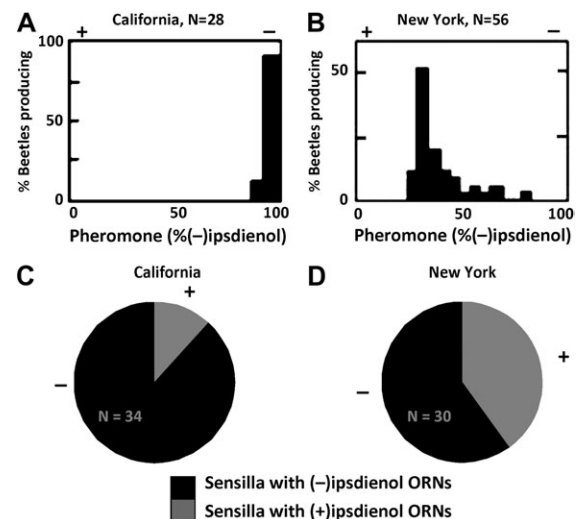 A
California, N=28
+
–
100
50
0
% Beetles producing
0
50
100
Pheromone (%(–)ipsdienol)
B
New York, N=56
+
–
50
0
% Beetles producing
0
50
100
Pheromone (%(–)ipsdienol)
C
California
+
–
N = 34
D
New York
+
–
N = 30
Sensilla with (–)ipsdienol ORNs
Sensilla with (+)ipsdienol ORNs